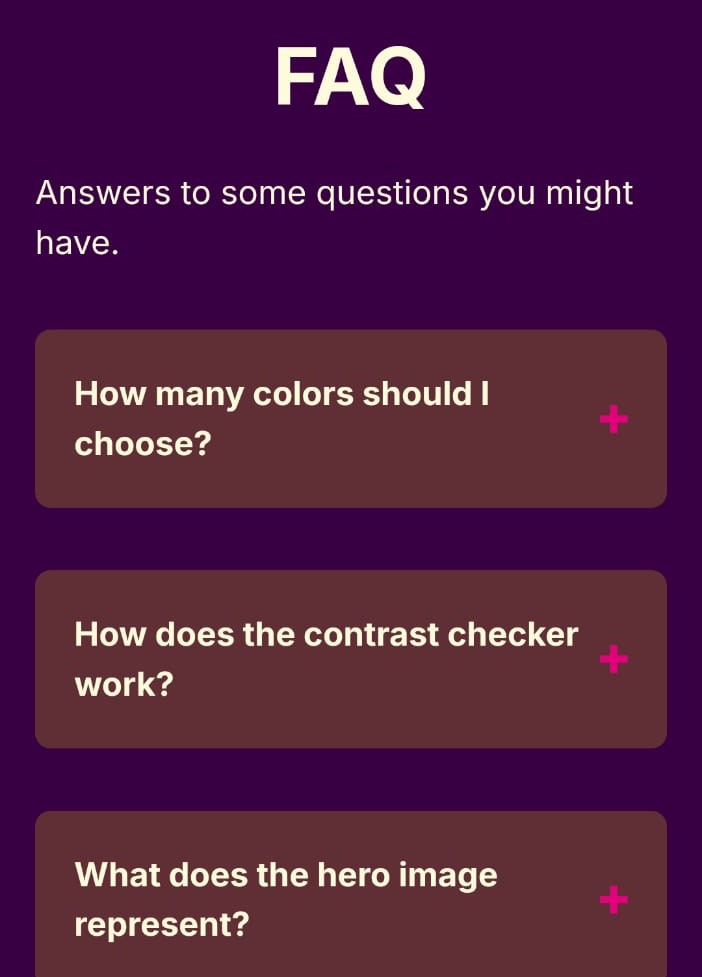 FAQ
Answers to some questions you might
have.
How many colors should I
choose?
How does the contrast checker
work?
What does the hero image
represent?